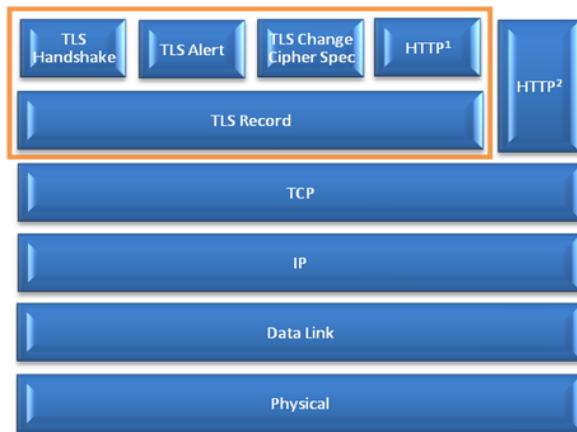 TLS
Handshake
TLS Alert
TLS Change
Cipher Spec
HTTP¹
HTTP²
TLS Record
TCP
IP
Data Link
Physical